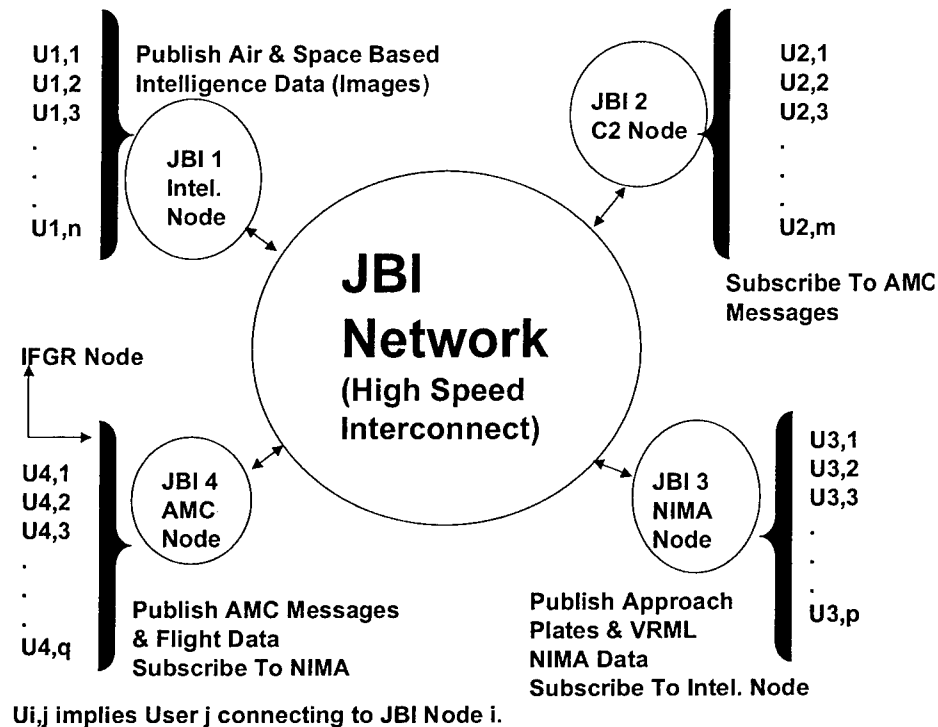 U1,1
U1,2
U1,3
.
.
.
U1,n
Publish Air & Space Based
Intelligence Data (Images)
JBI 1
Intel.
Node
JBI 2
C2 Node
U2,1
U2,2
U2,3
.
.
.
U2,m
Subscribe To AMC
Messages
JBI
Network
(High Speed
Interconnect)
IFGR Node
U4,1
U4,2
U4,3
.
.
.
U4,q
JBI 4
AMC
Node
Publish AMC Messages
& Flight Data
Subscribe To NIMA
JBI 3
NIMA
Node
U3,1
U3,2
U3,3
.
.
.
U3,p
Publish Approach
Plates & VRML
NIMA Data
Subscribe To Intel. Node
Ui,j implies User j connecting to JBI Node i.